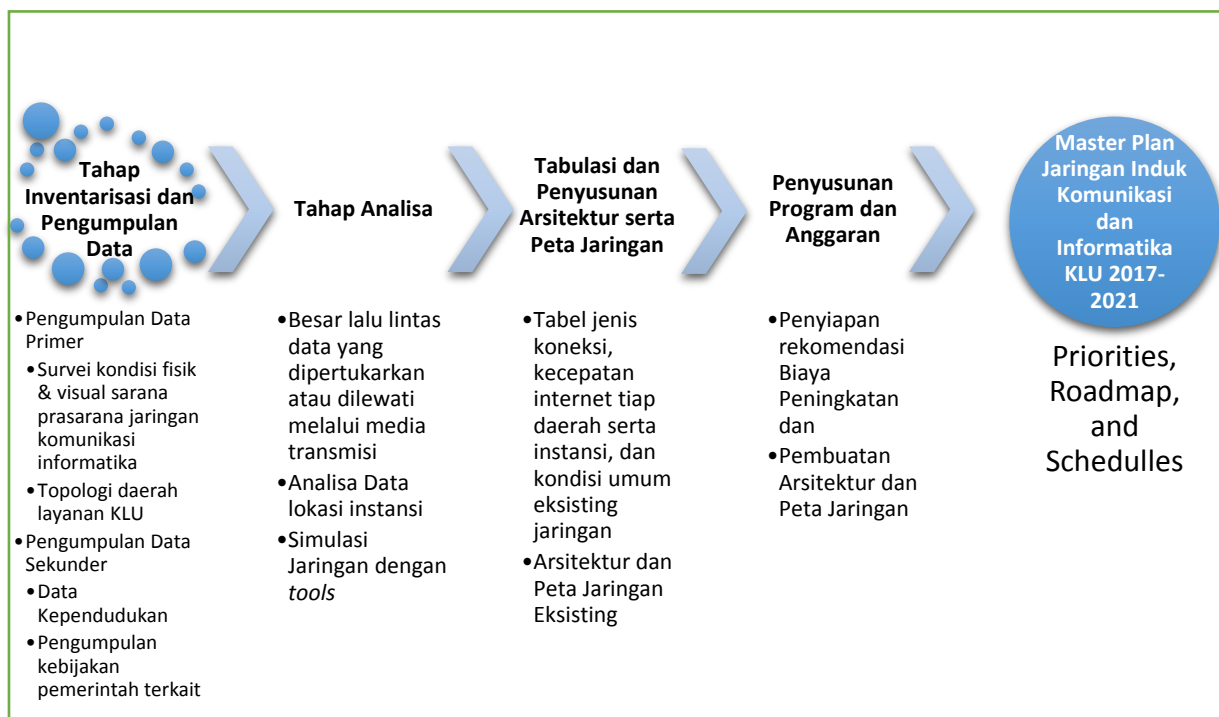 Tahap
Inventarisasi dan
Pengumpulan
Data
•Pengumpulan Data
Primer
•Survei kondisi fisik
& visual sarana
prasarana jaringan
komunikasi
informatika
•Topologi daerah
layanan KLU
•Pengumpulan Data
Sekunder
•Data
Kependudukan
•Pengumpulan
kebijakan
pemerintah terkait
Tahap Analisa
•Besar lalu lintas
data yang
dipertukarkan
atau dilewati
melalui media
transmisi
•Analisa Data
lokasi instansi
•Simulasi
Jaringan dengan
tools
Tabulasi dan
Penyusunan
Arsitektur serta
Peta Jaringan
•Tabel jenis
koneksi,
kecepatan
internet tiap
daerah serta
instansi, dan
kondisi umum
eksisting
jaringan
•Arsitektur dan
Peta Jaringan
Eksisting
Penyusunan
Program dan
Anggaran
•Penyiapan
rekomendasi
Biaya
Peningkatan
dan
•Pembuatan
Arsitektur dan
Peta Jaringan
Master Plan
Jaringan Induk
Komunikasi
dan
Informatika
KLU 2017-
2021
Priorities,
Roadmap,
and
Schedulles